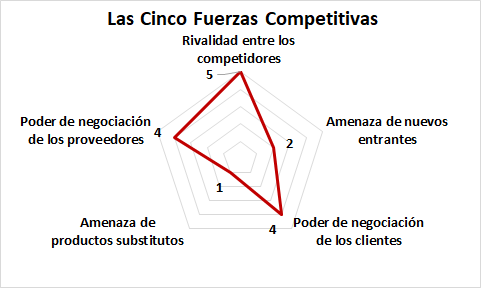 Las Cinco Fuerzas Competitivas
Rivalidad entre los
competidores
5
Poder de negociación
de los proveedores
4
Amenaza de nuevos
entrantes
2
Amenaza de
productos substitutos
1
Poder de negociación
de los clientes
4